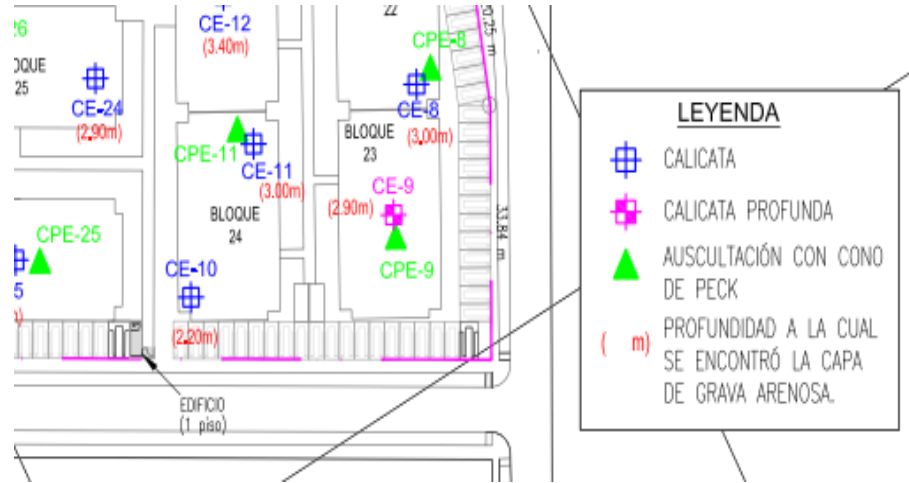 22
CE-12
(3.40m)
CPE-8
26
BLOQUE
25
CE-24
(2.90m)
CE-8
(3.00m)
0.25 m
CPE-11
CE-11
(3.00m)
BLOQUE
23
CE-9
(2.90m)
BLOQUE
24
33.84 m
CPE-25
CPE-9
CE-10
5
(2.20m)
EDIFICIO
(1 piso)
LEYENDA
CALICATA
CALICATA PROFUNDA
AUSCULTACIÓN CON CONO
DE PECK
( m) PROFUNDIDAD A LA CUAL
SE ENCONTRÓ LA CAPA
DE GRAVA ARENOSA.